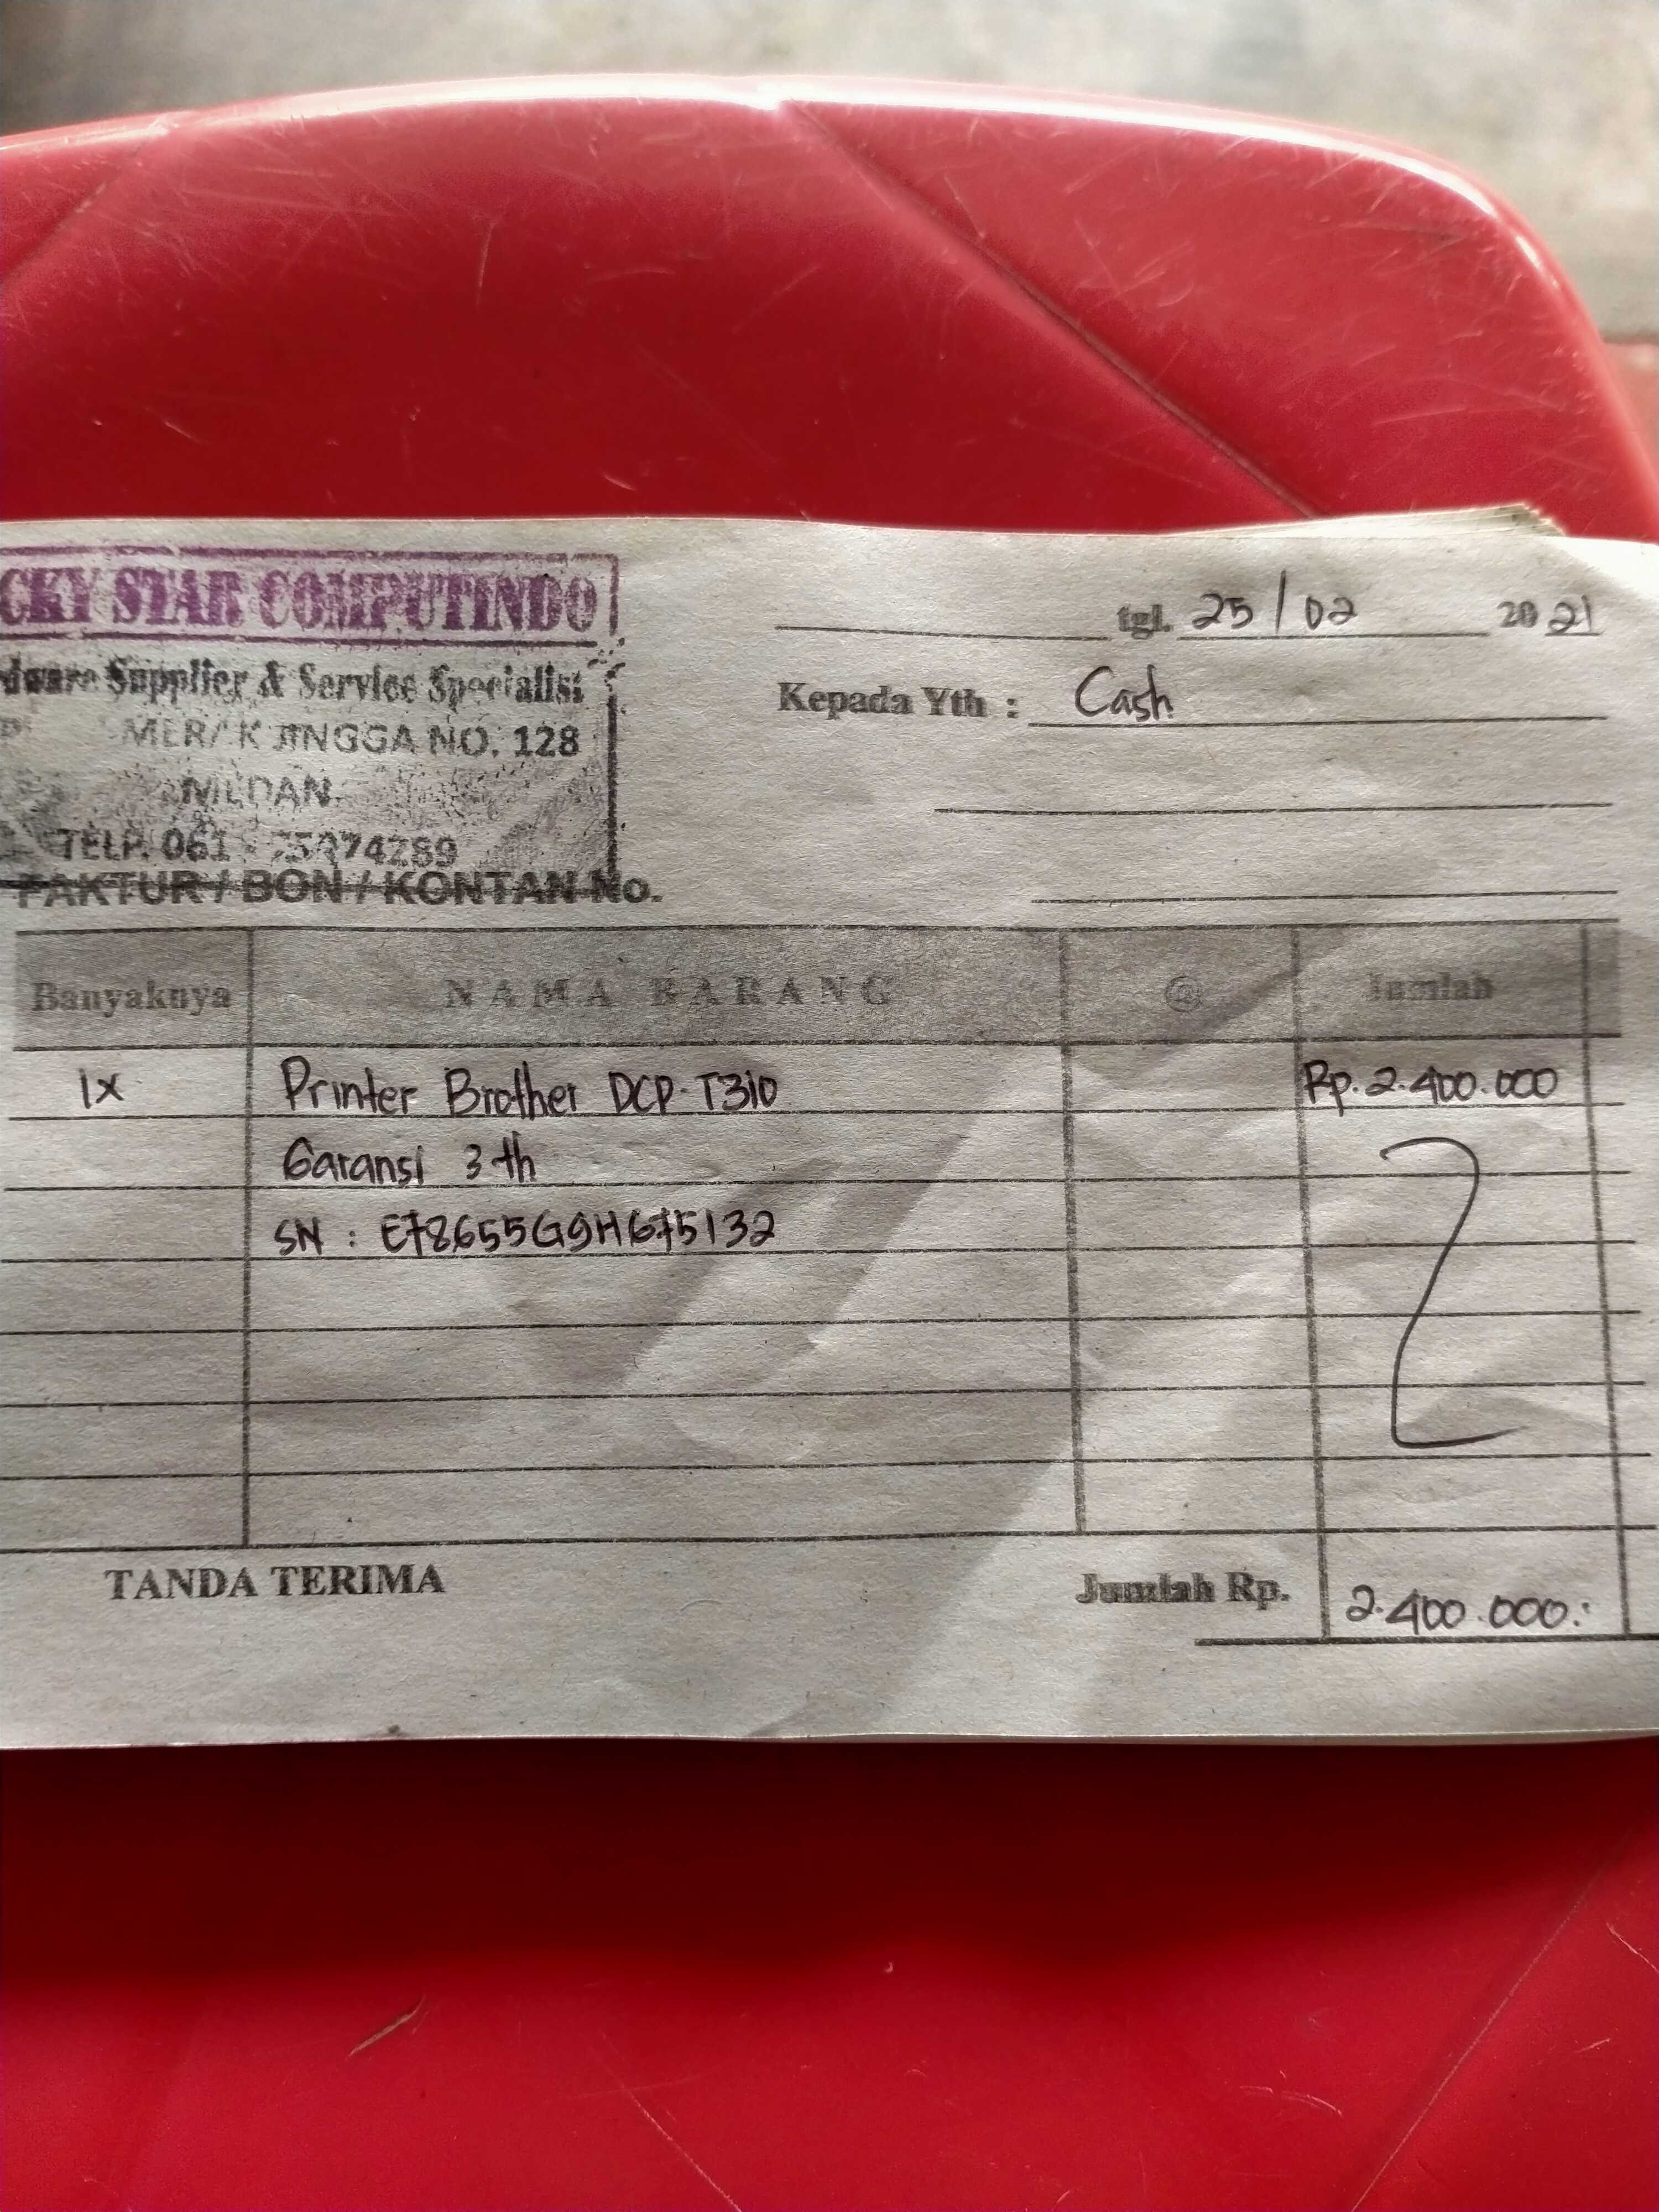 CKY STAR COMPUTINDO
dware Supplier & Service Specialist
MERAK JINGGA NO. 128
MEDAN
TELP. 061
FAKTUR / BON / KONTAN No.
tgl. 25/02 2021
Kepada Yth : Cash
Banyaknya NAMA BARANG @ Jumlah
1x Printer Brother DCP-T310 Rp. 2.400.000
Garansi 3 th
SN : E78655G9H675132
TANDA TERIMA Jumlah Rp. 2.400.000.